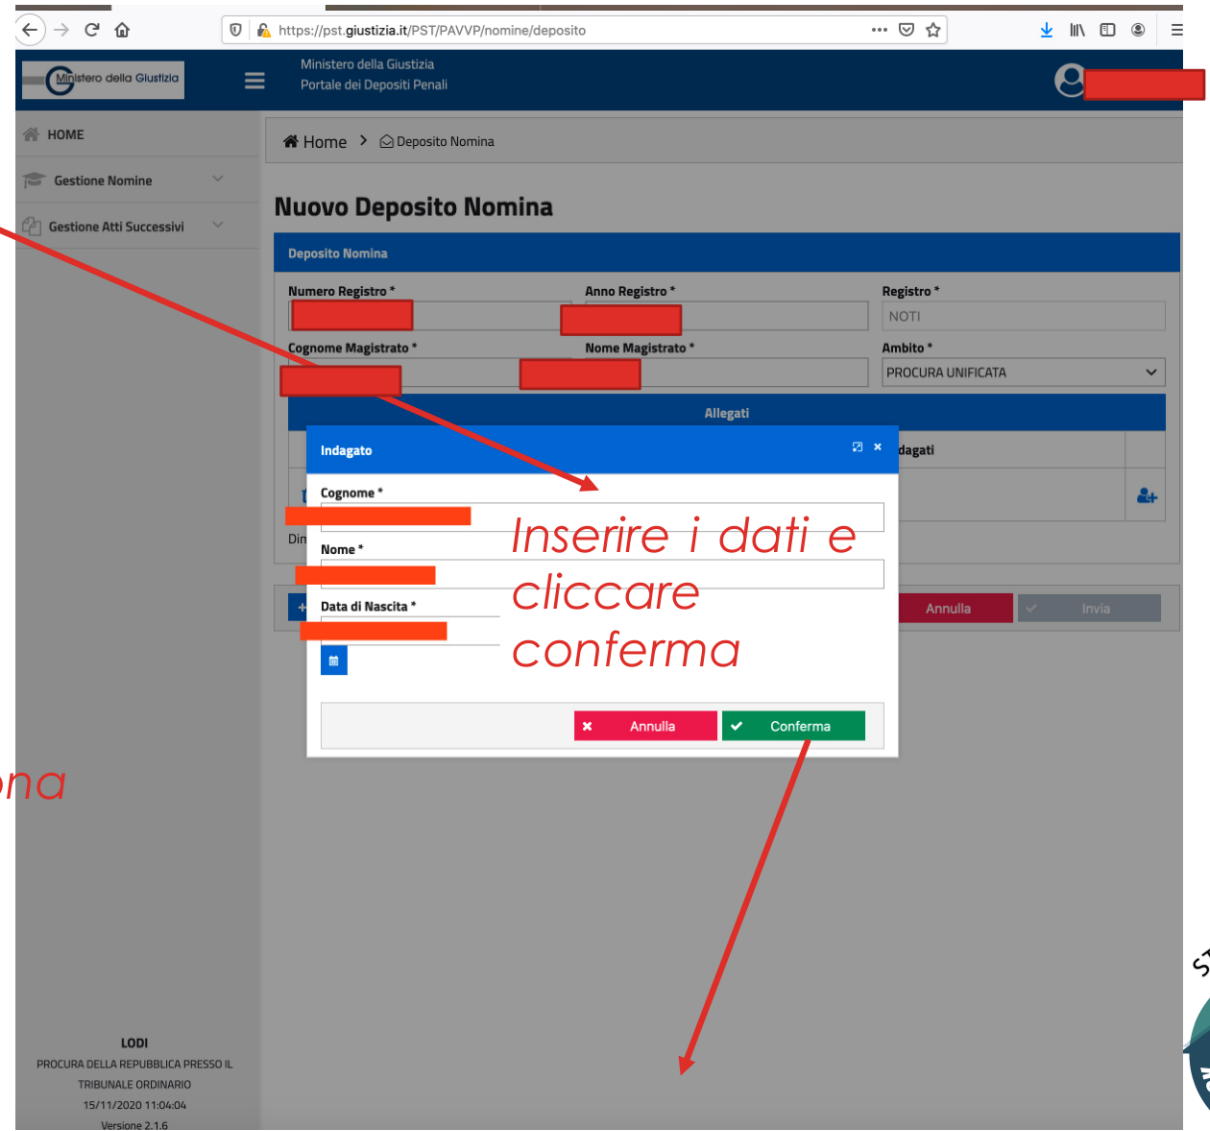 https://pst.giustizia.it/PST/PAVVP/nomine/deposito
Ministero della Giustizia
Ministero della Giustizia
Portale dei Depositi Penali
HOME
Home > Deposito Nomina
Gestione Nomine
Gestione Atti Successivi
Nuovo Deposito Nomina
Deposito Nomina
Numero Registro * Anno Registro * Registro *
NOTI
Cognome Magistrato * Nome Magistrato * Ambito *
PROCURA UNIFICATA
Allegati
Indagato
dagati
Cognome *
Inserire i dati e
cliccare
conferma
Din
Nome *
Data di Nascita *
Annulla Invia
Annulla Conferma
ona
LODI
PROCURA DELLA REPUBBLICA PRESSO IL
TRIBUNALE ORDINARIO
15/11/2020 11:04:04
Versione 2.1.6